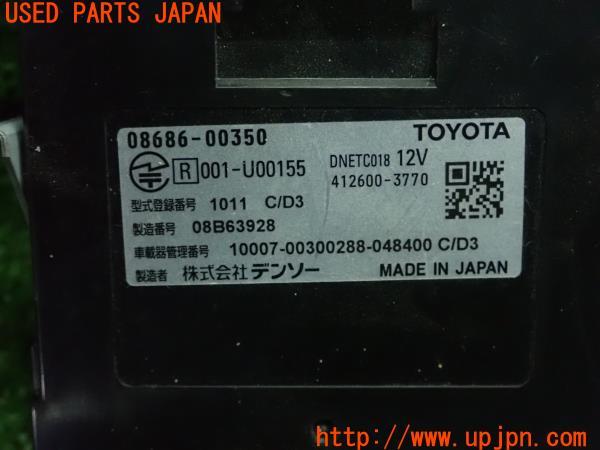 USED PARTS JAPAN
08686-00350
TOYOTA
R 001-U00155
DNETC018 12V
412600-3770
型式登録番号 1011 C/D3
製造番号 08B63928
車載器管理番号 10007-00300288-048400 C/D3
製造者 株式会社デンソー
MADE IN JAPAN
http://www.upjpn.com/